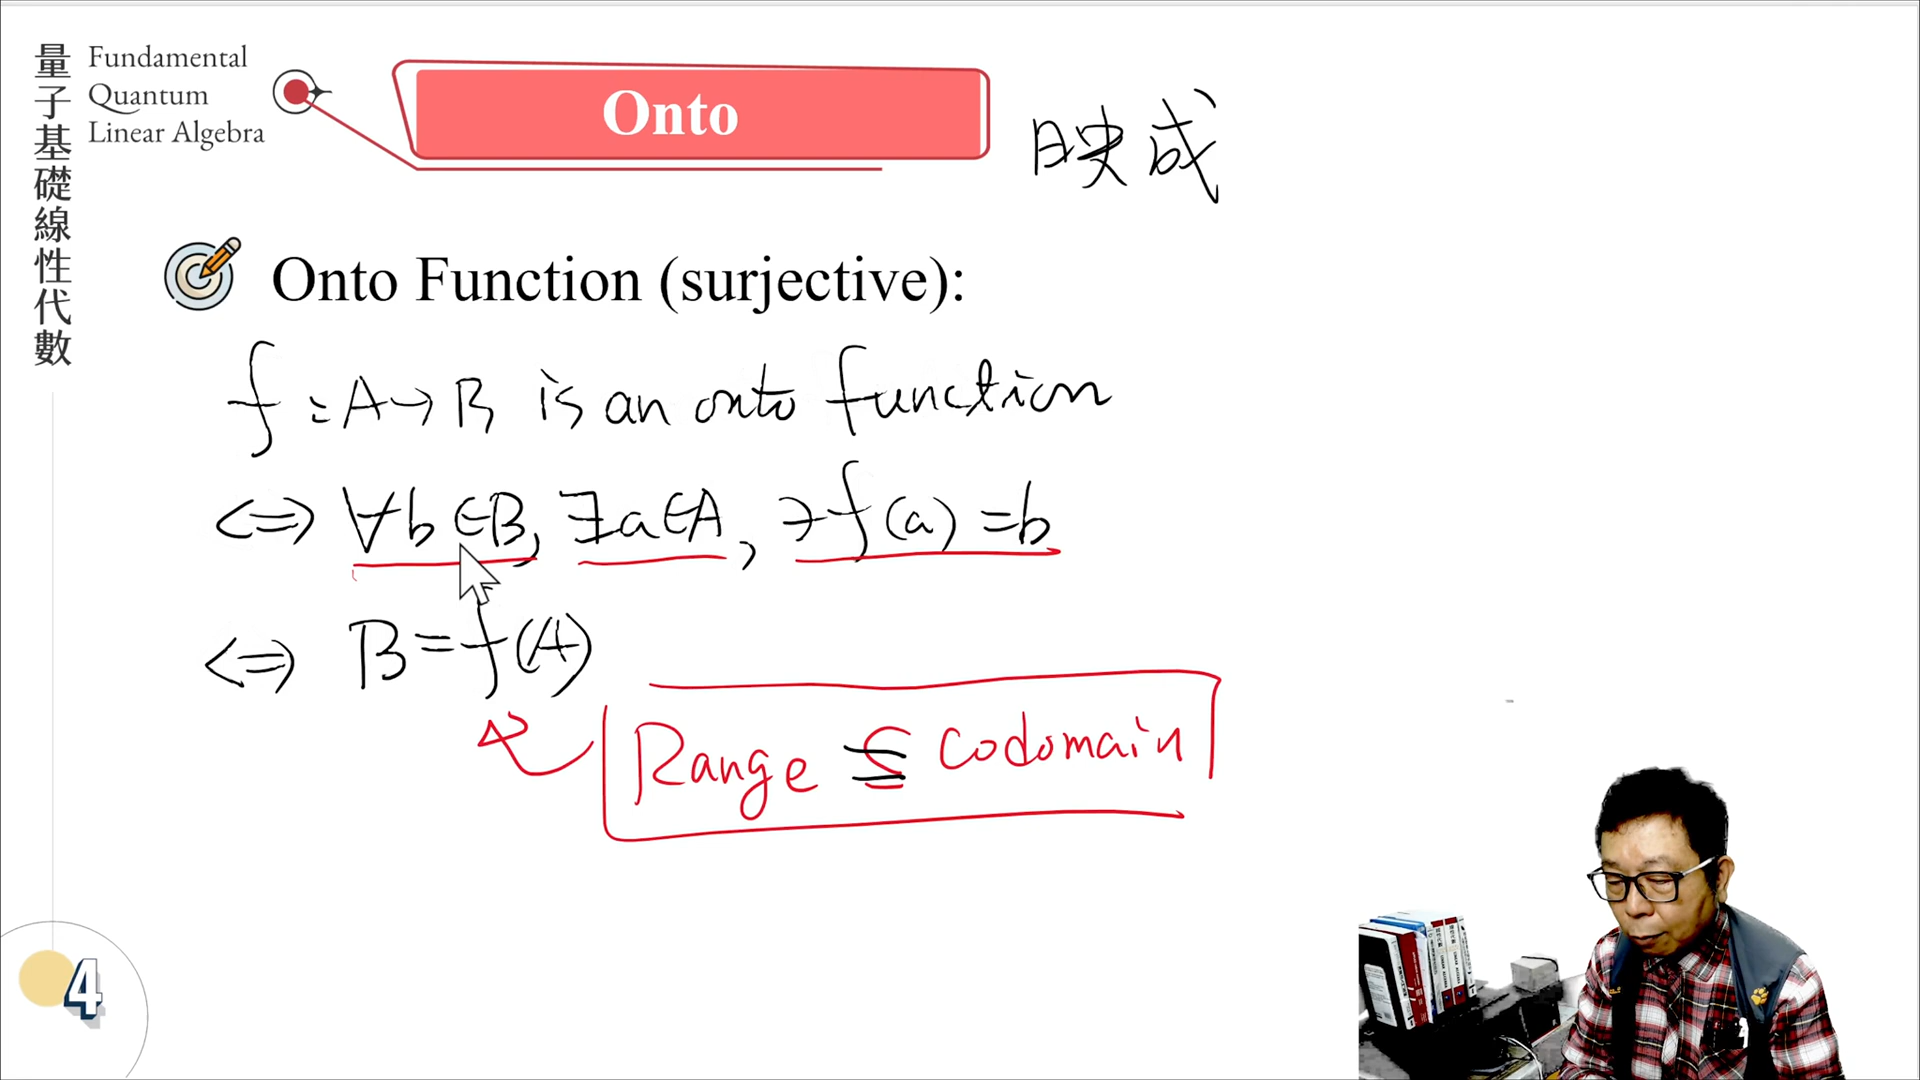 量子基礎線性代數
Fundamental
Quantum
Linear Algebra
Onto
映成
Onto Function (surjective):
f : A → B is an onto function
⇔ ∀b∈B, ∃a∈A, ∋ f(a) = b
⇔ B = f(A)
Range ⊆ codomain
4